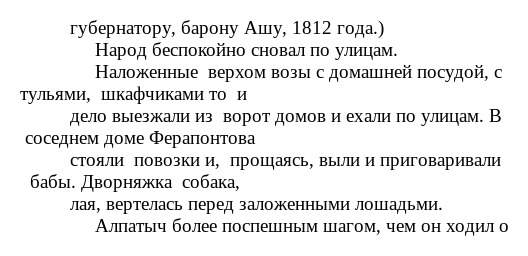 губернатору, барону Ашу, 1812 года.)
Народ беспокойно сновал по улицам.
Наложенные верхом возы с домашней посудой, с
тульями, шкафчиками то и
дело выезжали из ворот домов и ехали по улицам. В
соседнем доме Ферапонтова
стояли повозки и, прощаясь, выли и приговаривали
бабы. Дворняжка собака,
лая, вертелась перед заложенными лошадьми.
Алпатыч более поспешным шагом, чем он ходил о